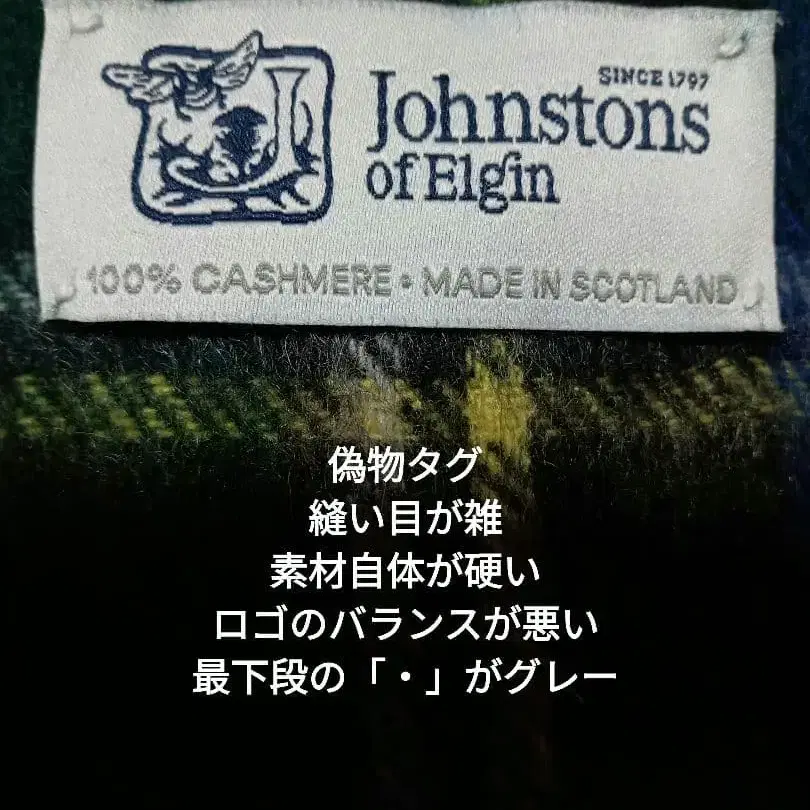 SINCE 1797
Johnstons
of Elgin
100% CASHMERE • MADE IN SCOTLAND
偽物タグ
縫い目が雑
素材自体が硬い
ロゴのバランスが悪い
最下段の「・」がグレー